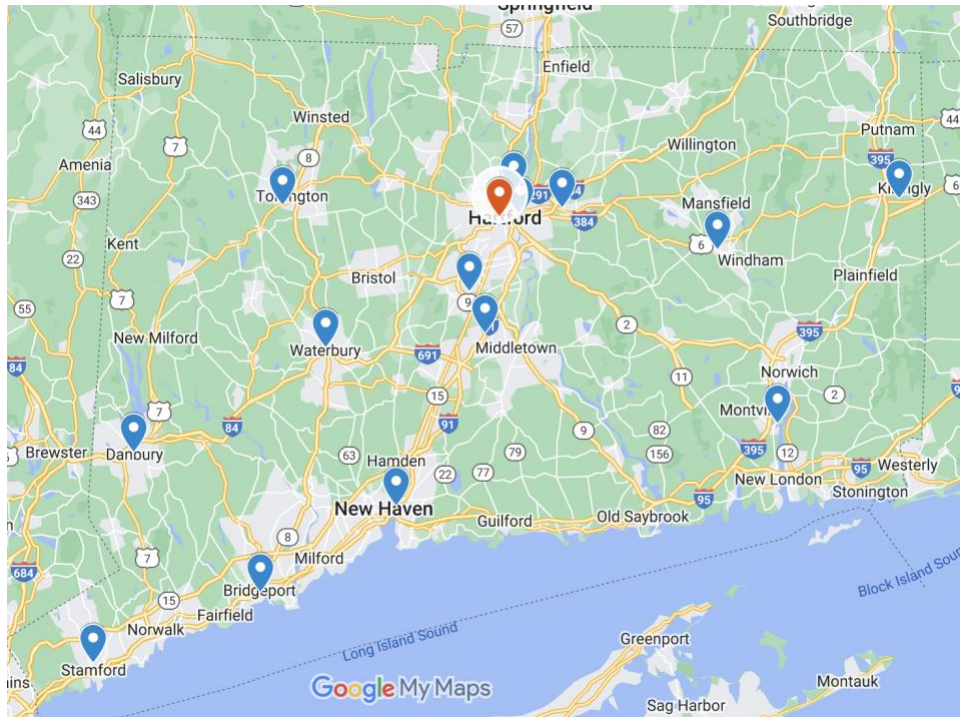 Springfield
57
Southbridge
Enfield
Salisbury
Winsted
44
7
8
Putnam
44
Willington
395
Amenia
Torrington
291
84
Killingly
6
343
Hartford
384
Mansfield
Kent
6
22
Windham
Bristol
Plainfield
7
9
55
2
395
New Milford
Waterbury
691
Middletown
84
11
Norwich
15
2
7
91
Montville
84
9
82
Brewster
Danbury
79
395
12
156
63
Hamden
22
77
95
Westerly
New London
Stonington
95
New Haven
Guilford
Old Saybrook
8
Milford
7
684
Bridgeport
Block Island Sound
15
Fairfield
Norwalk
Long Island Sound
Greenport
Stamford
Google My Maps
Montauk
Sag Harbor